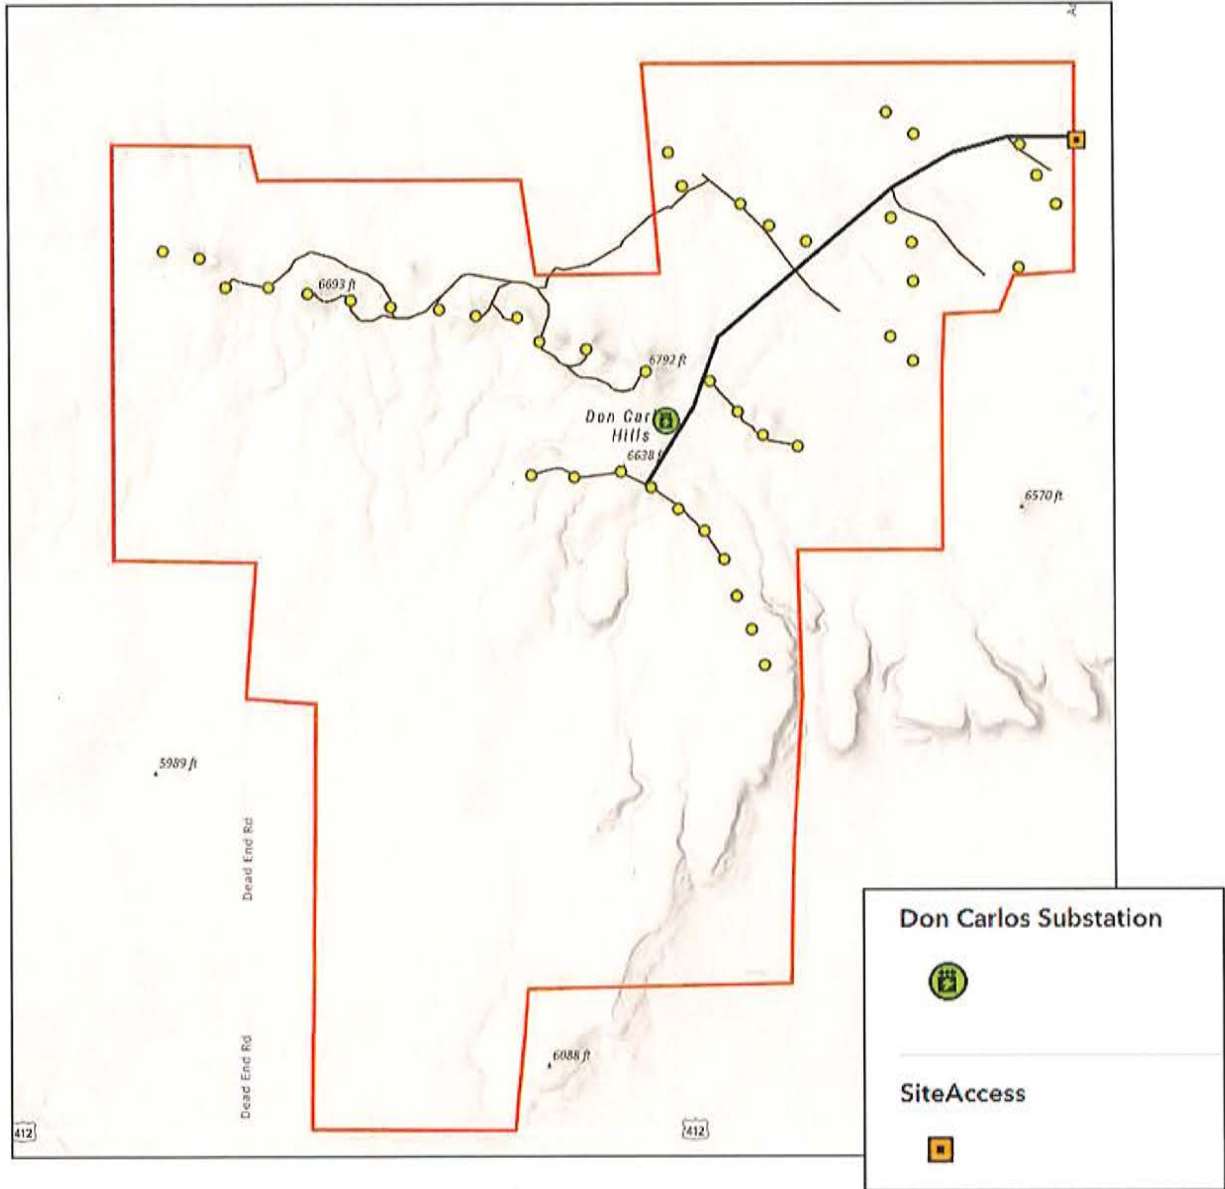 6693 ft
6792 ft
Don Carl
Hills
6638 f
6570 ft
5989 ft
Dead End Rd
Dead End Rd
6088 ft
412
412
Don Carlos Substation
SiteAccess